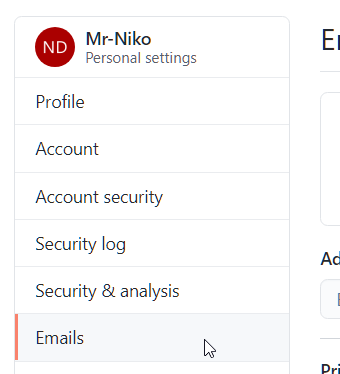 ND
Mr-Niko
Personal settings
Profile
Account
Account security
Security log
Security & analysis
Emails